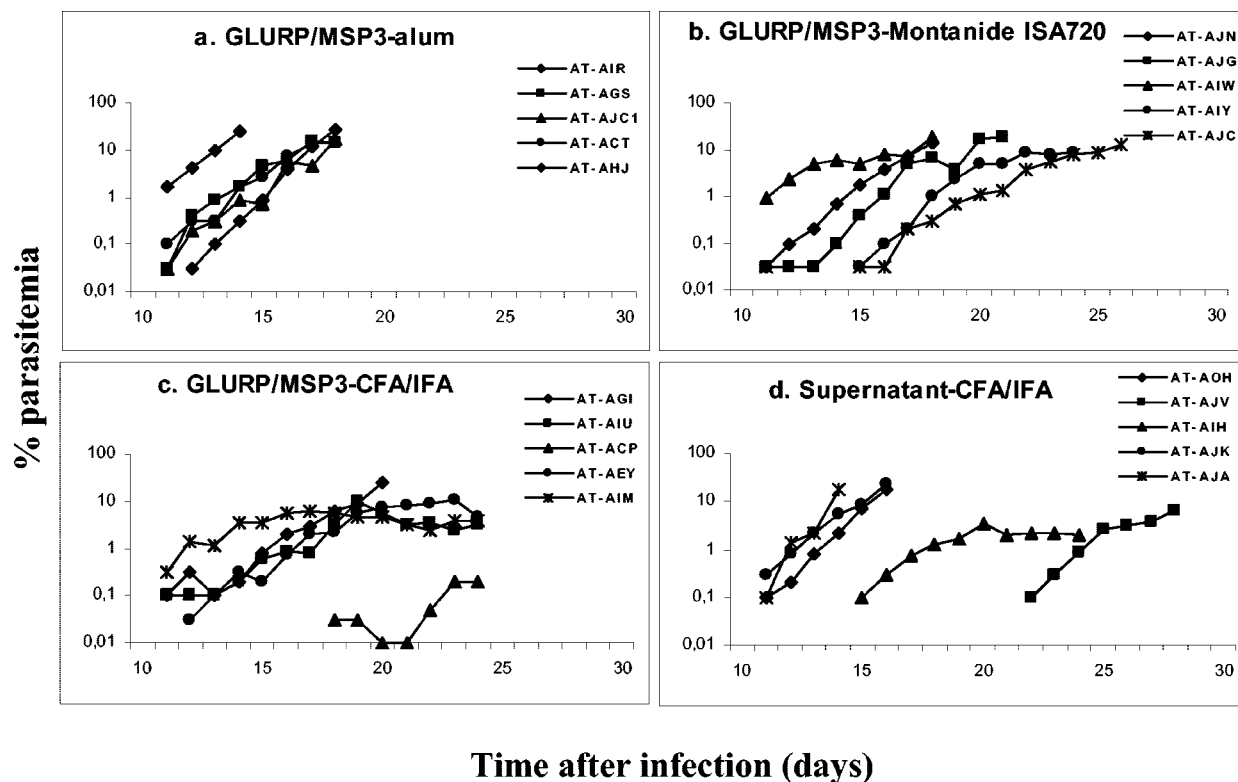 a. GLURP/MSP3-alum
AT-AIR
AT-AGS
AT-AJC1
AT-ACT
AT-AHJ
100
10
1
0,1
0,01
10 15 20 25 30
b. GLURP/MSP3-Montanide ISA720
AT-AJN
AT-AJG
AT-AIW
AT-AIY
AT-AJC
100
10
1
0,1
0,01
10 15 20 25 30
% parasitemia
c. GLURP/MSP3-CFA/IFA
AT-AGI
AT-AIU
AT-ACP
AT-AEY
AT-AIM
100
10
1
0,1
0,01
10 15 20 25 30
d. Supernatant-CFA/IFA
AT-AOH
AT-AJV
AT-AIH
AT-AJK
AT-AJA
100
10
1
0,1
0,01
10 15 20 25 30
Time after infection (days)